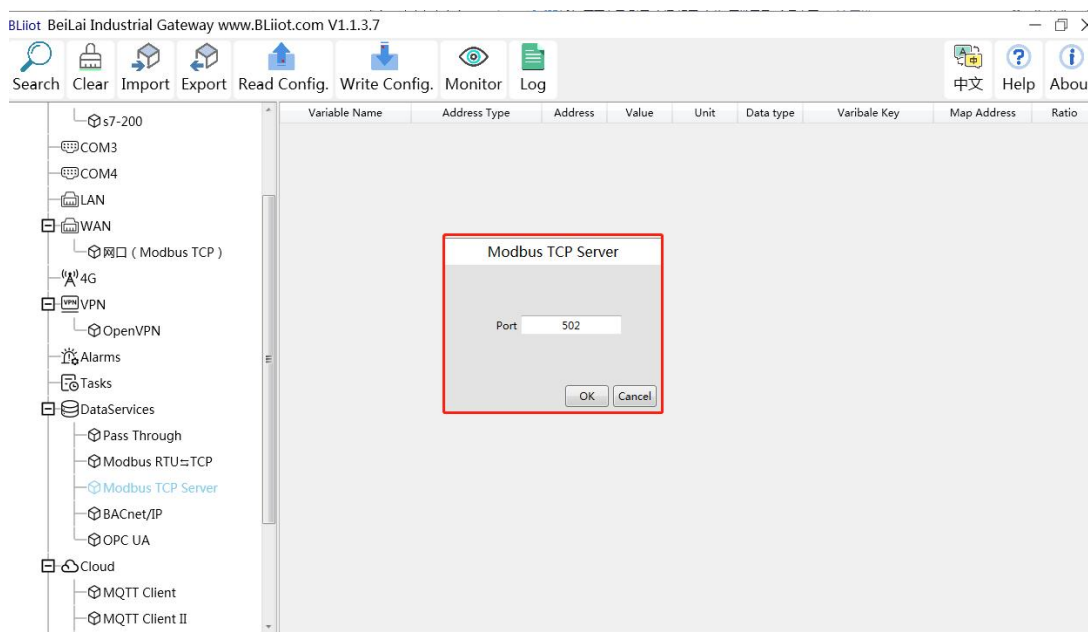 BLiiot BeiLai Industrial Gateway www.BLiiot.com V1.1.3.7
Search Clear Import Export Read Config. Write Config. Monitor Log 中文 Help Abou
Variable Name Address Type Address Value Unit Data type Varibale Key Map Address Ratio
s7-200
COM3
COM4
LAN
WAN
网口 ( Modbus TCP )
4G
VPN VPN
OpenVPN
Alarms
Tasks
DataServices
Pass Through
Modbus RTU⇆TCP
Modbus TCP Server
BACnet/IP
OPC UA
Cloud
MQTT Client
MQTT Client II
Modbus TCP Server
Port 502
OK Cancel